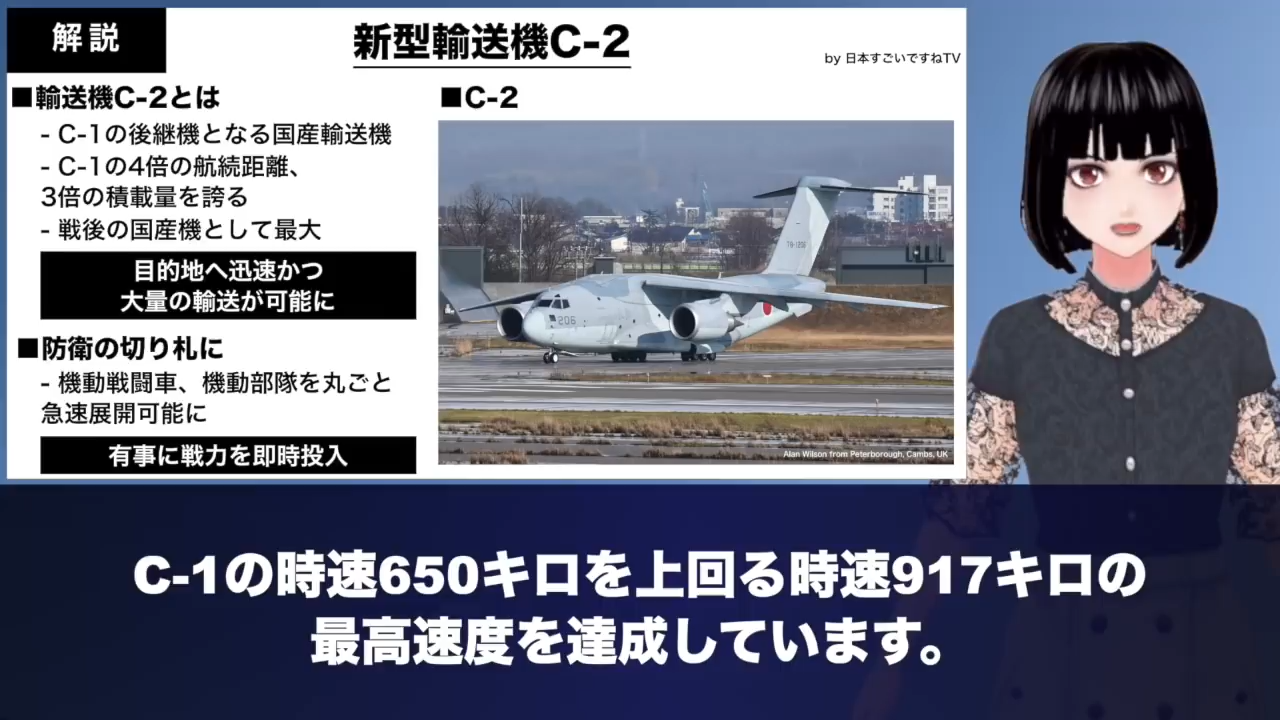 解説
新型輸送機C-2
by 日本すごいですねTV
■輸送機C-2とは
- C-1の後継機となる国産輸送機
- C-1の4倍の航続距離、
3倍の積載量を誇る
- 戦後の国産機として最大
目的地へ迅速かつ
大量の輸送が可能に
■防衛の切り札に
- 機動戦闘車、機動部隊を丸ごと
急速展開可能に
有事に戦力を即時投入
■C-2
206
Alan Wilson from Peterborough, Cambs, UK
C-1の時速650キロを上回る時速917キロの
最高速度を達成しています。